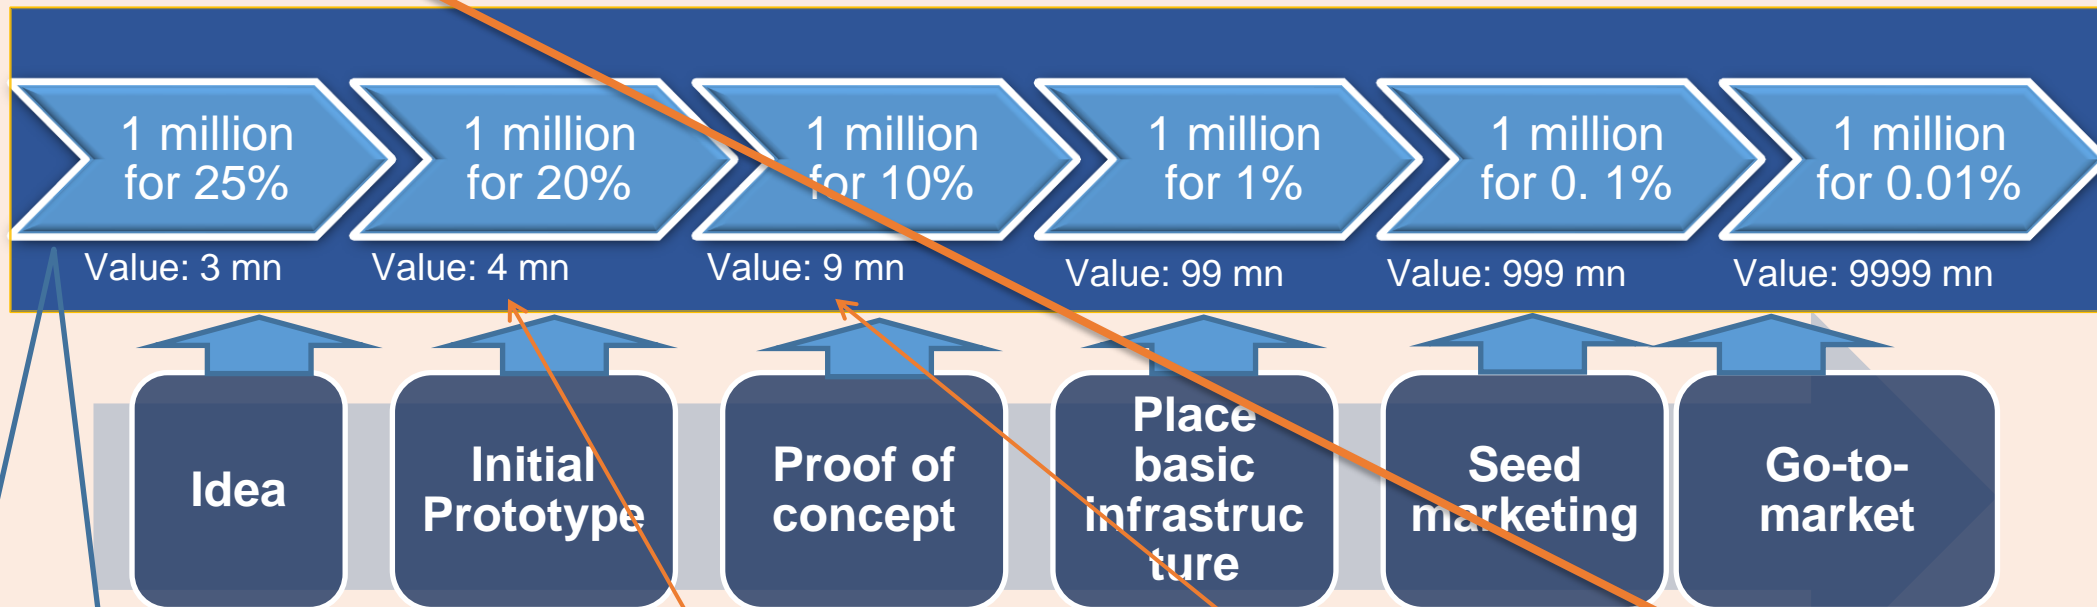 1 million
for 25%
1 million
for 20%
1 million
for 10%
1 million
for 1%
1 million
for 0. 1%
1 million
for 0.01%
Value: 3 mn
Value: 4 mn
Value: 9 mn
Value: 99 mn
Value: 999 mn
Value: 9999 mn
Idea
Initial
Prototype
Proof of
concept
Place
basic
infrastruc
ture
Seed
marketing
Go-to-
market